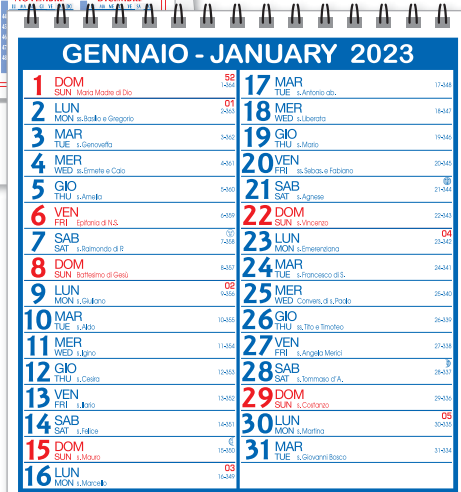 GENNAIO - JANUARY 2023
1 DOM 52
SUN Maria Madre di Dio 1-364
2 LUN 01
MON ss.Basilio e Gregorio 2-363
3 MAR
TUE s.Genoveffa 3-362
4 MER
WED ss.Ermete e Caio 4-361
5 GIO
THU s.Amelia 5-360
6 VEN
FRI Epifania di N.S. 6-359
7 SAB
SAT s.Raimondo di P. 7-358
8 DOM
SUN Battesimo di Gesù 8-357
9 LUN 02
MON s.Giuliano 9-356
10 MAR
TUE s.Aldo 10-355
11 MER
WED s.Igino 11-354
12 GIO
THU s.Cesira 12-353
13 VEN
FRI s.Ilario 13-352
14 SAB
SAT s.Felice 14-351
15 DOM
SUN s.Mauro 15-350
16 LUN 03
MON s.Marcello 16-349
17 MAR
TUE s.Antonio ab. 17-348
18 MER
WED s.Liberata 18-347
19 GIO
THU s.Mario 19-346
20 VEN
FRI ss.Sebas. e Fabiano 20-345
21 SAB
SAT s.Agnese 21-344
22 DOM
SUN s.Vincenzo 22-343
23 LUN 04
MON s.Emerenziana 23-342
24 MAR
TUE s.Francesco di S. 24-341
25 MER
WED Convers. di s. Paolo 25-340
26 GIO
THU ss.Tito e Timoteo 26-339
27 VEN
FRI s.Angela Merici 27-338
28 SAB
SAT s.Tommaso d'A. 28-337
29 DOM
SUN s.Costanzo 29-336
30 LUN 05
MON s.Martina 30-335
31 MAR
TUE s.Giovanni Bosco 31-334